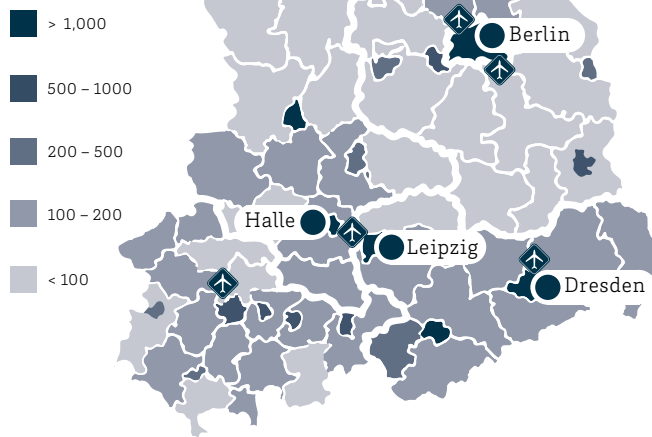 > 1,000
500 – 1000
200 – 500
100 – 200
< 100
Berlin
Halle
Leipzig
Dresden